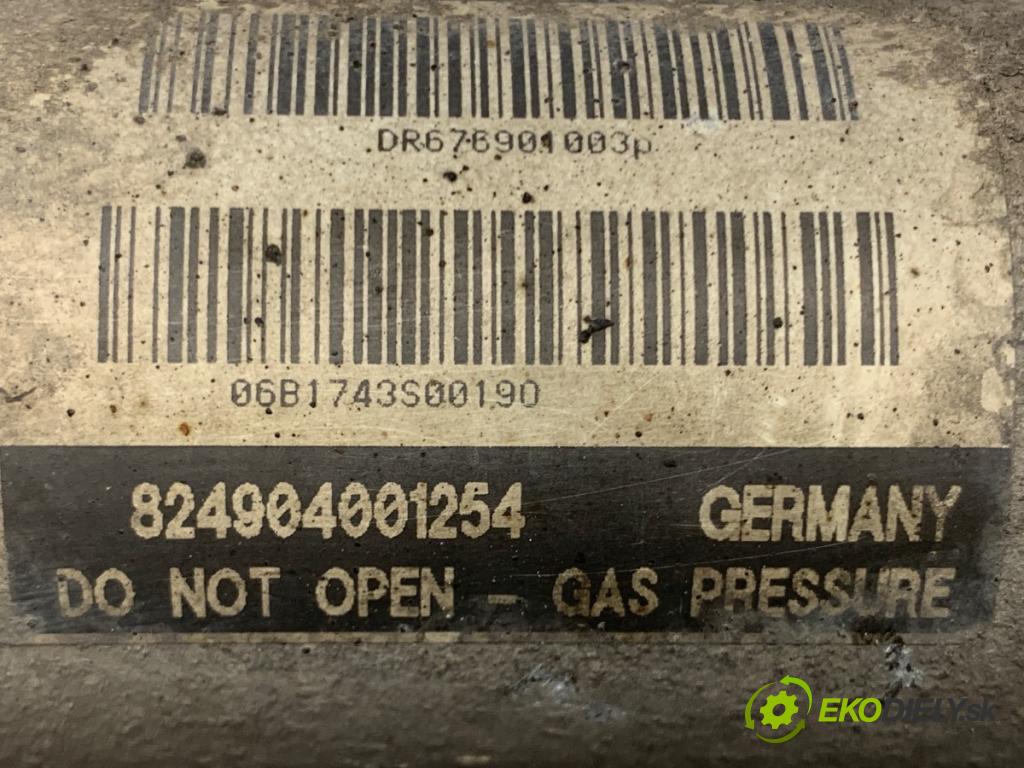 DR676901003p
06B1743S00190
824904001254 GERMANY
DO NOT OPEN - GAS PRESSURE
EKODIELY.sk